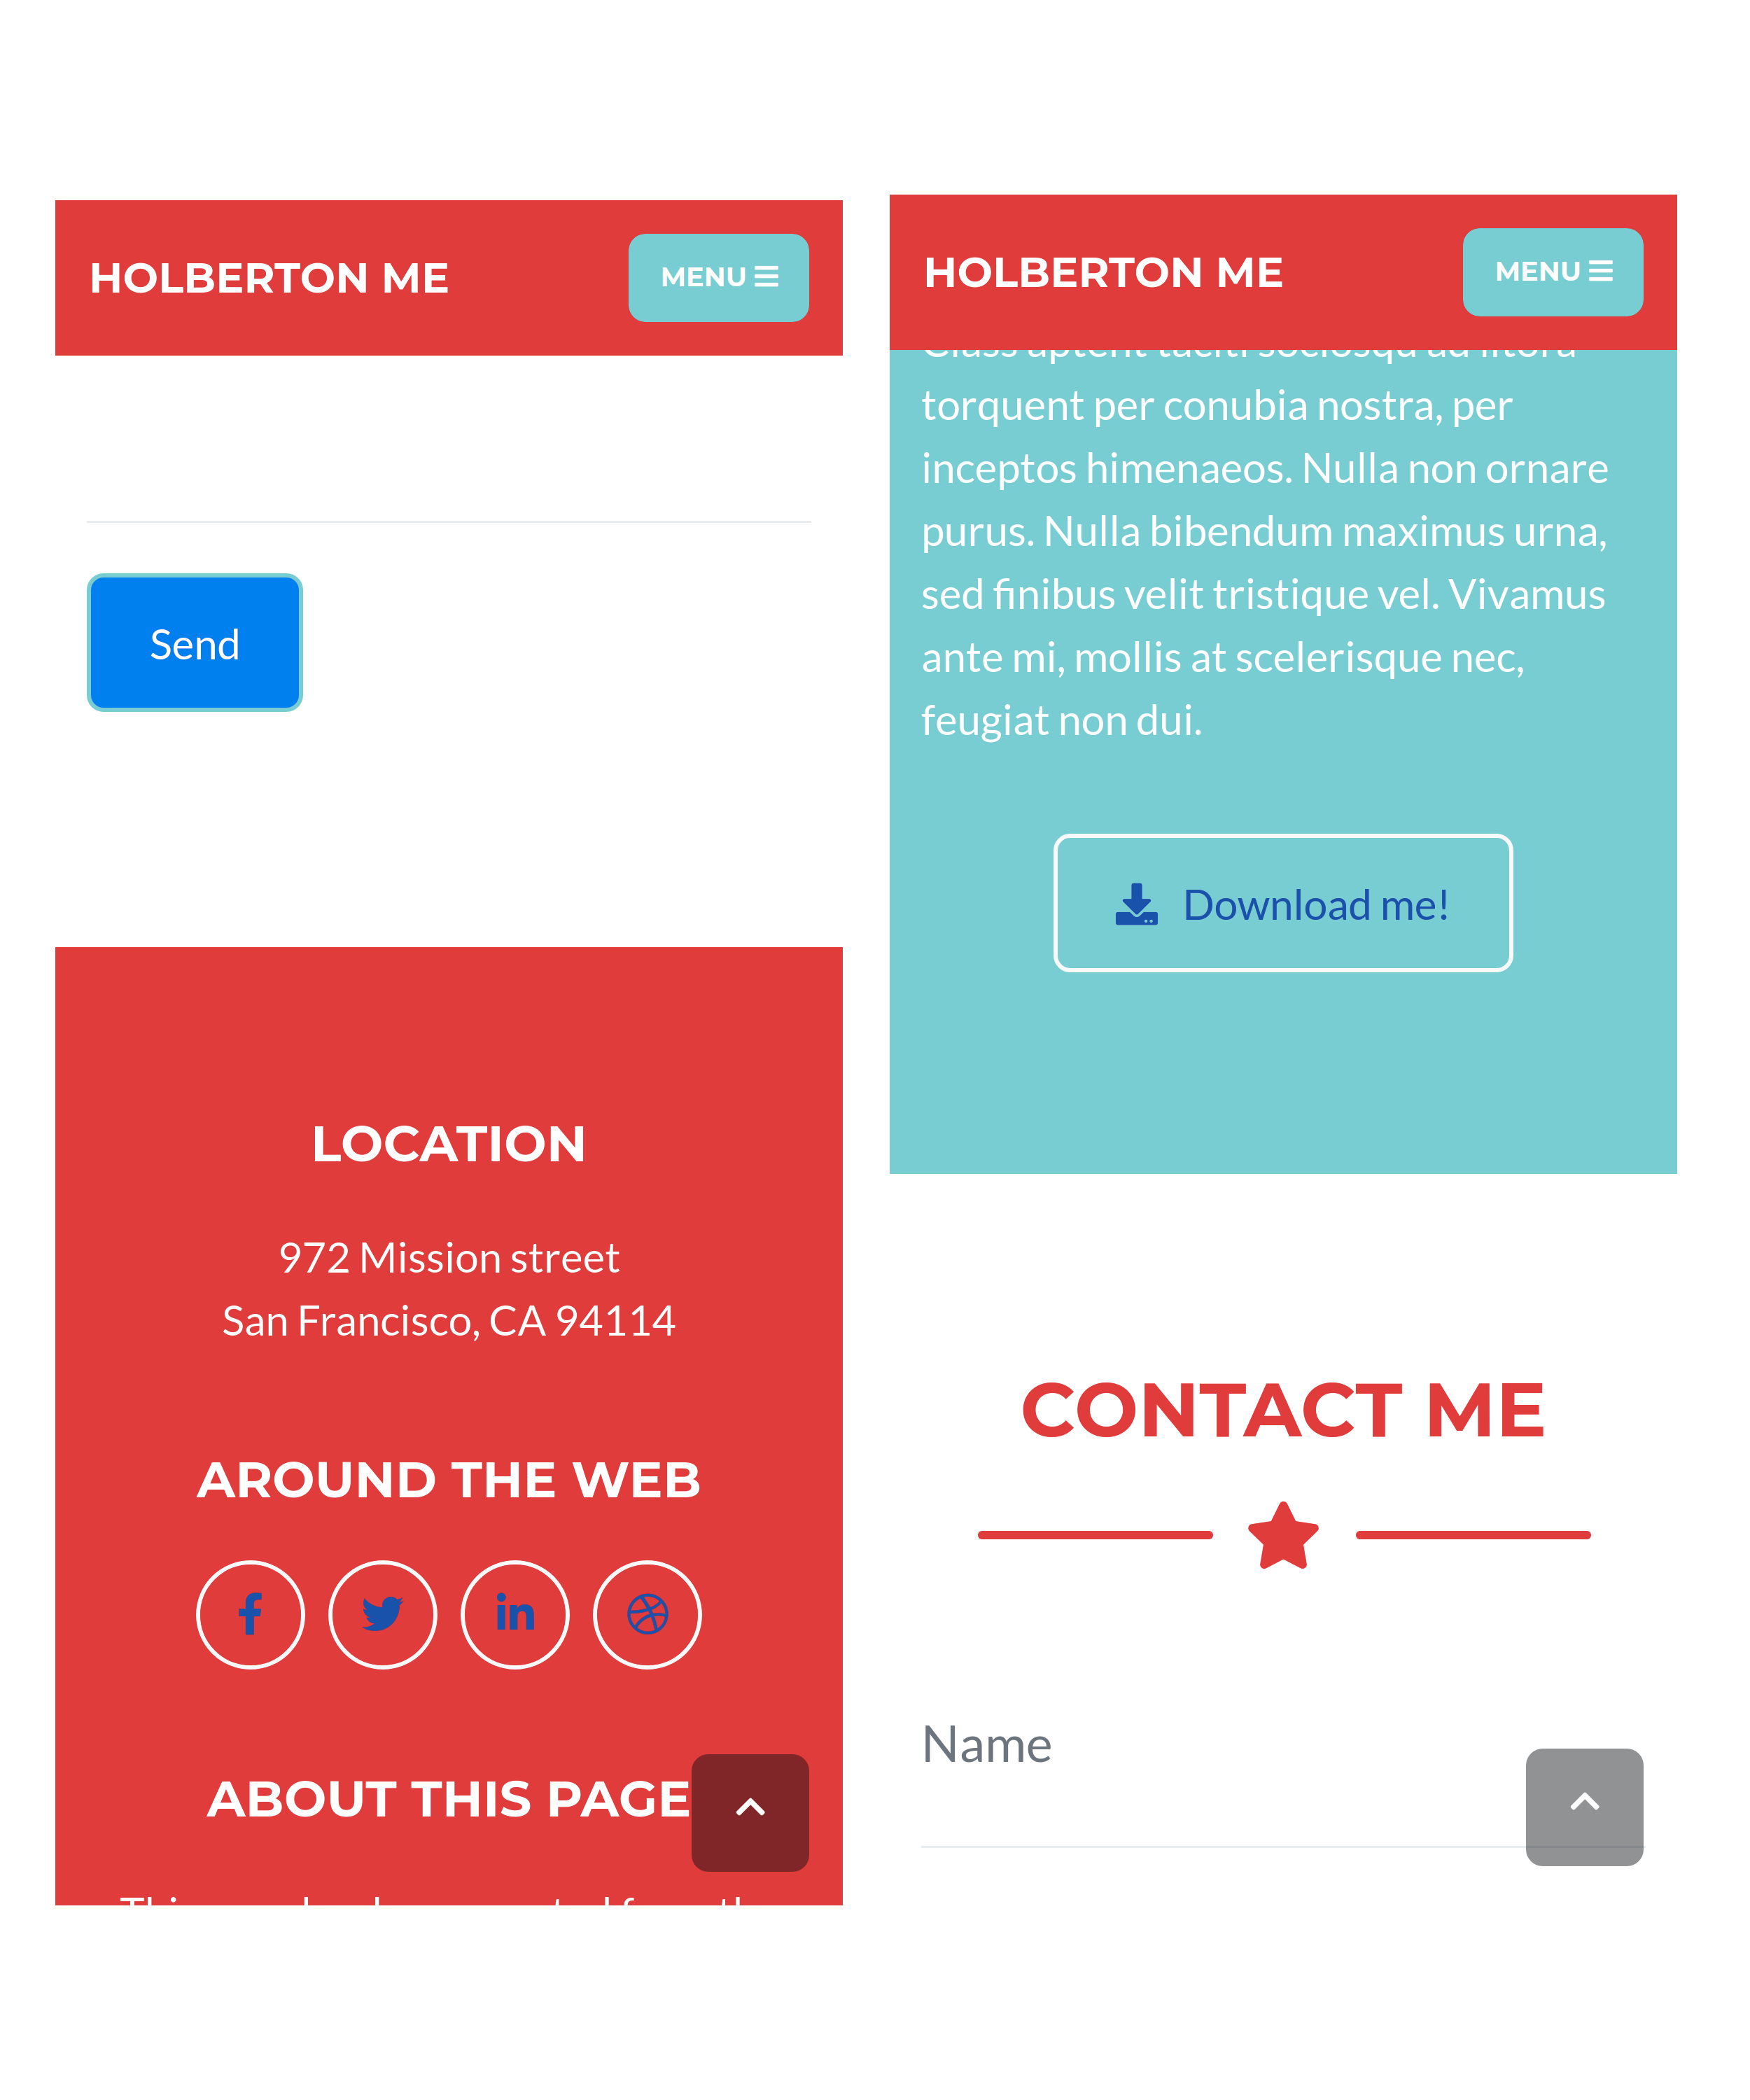 HOLBERTON ME
MENU
Send
LOCATION
972 Mission street
San Francisco, CA 94114
AROUND THE WEB
ABOUT THIS PAGE
HOLBERTON ME
MENU
torquent per conubia nostra, per
inceptos himenaeos. Nulla non ornare
purus. Nulla bibendum maximus urna,
sed finibus velit tristique vel. Vivamus
ante mi, mollis at scelerisque nec,
feugiat non dui.
Download me!
CONTACT ME
Name